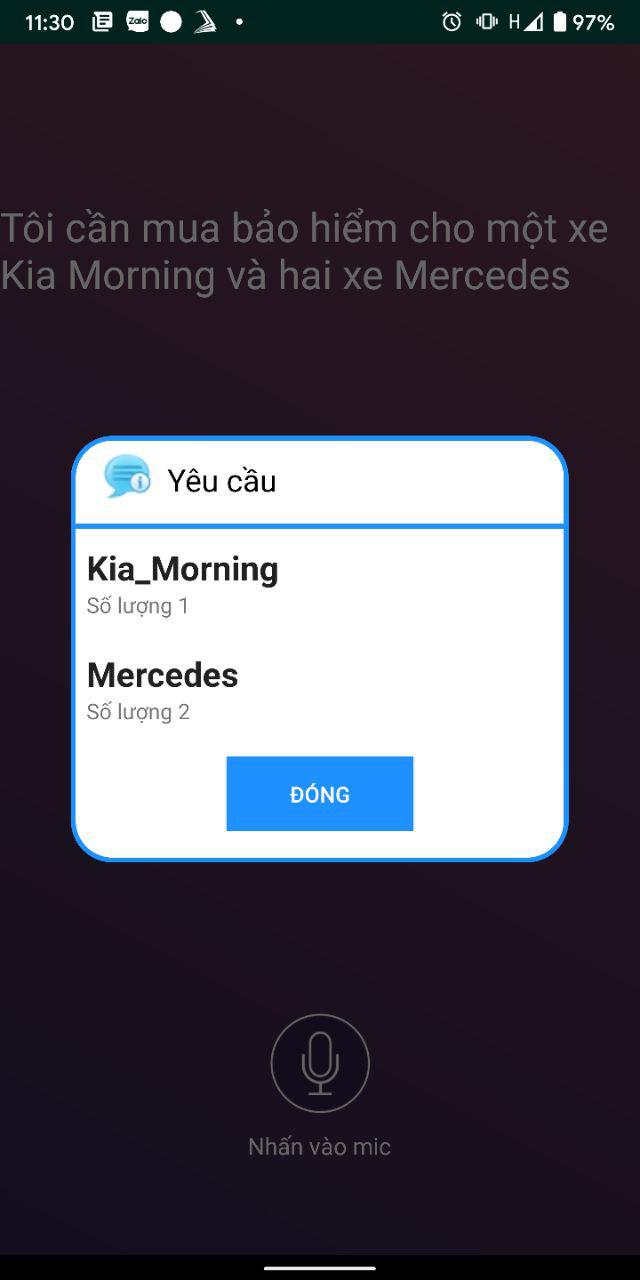 11:30 Zalo H 97%
Tôi cần mua bảo hiểm cho một xe
Kia Morning và hai xe Mercedes
Yêu cầu
Kia_Morning
Số lượng 1
Mercedes
Số lượng 2
ĐÓNG
Nhấn vào mic